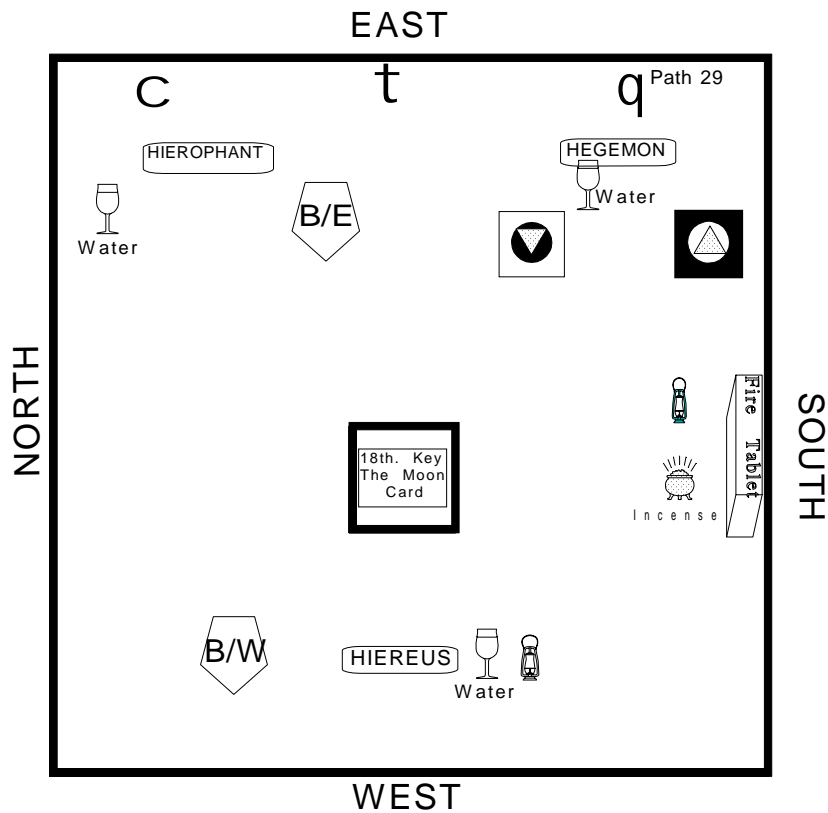 EAST
c t q Path 29
HIEROPHANT HEGEMON
B/E Water
Water
NORTH
SOUTH
Fire Tablet
18th. Key
The Moon
Card
Incense
B/W HIEREUS
Water
WEST